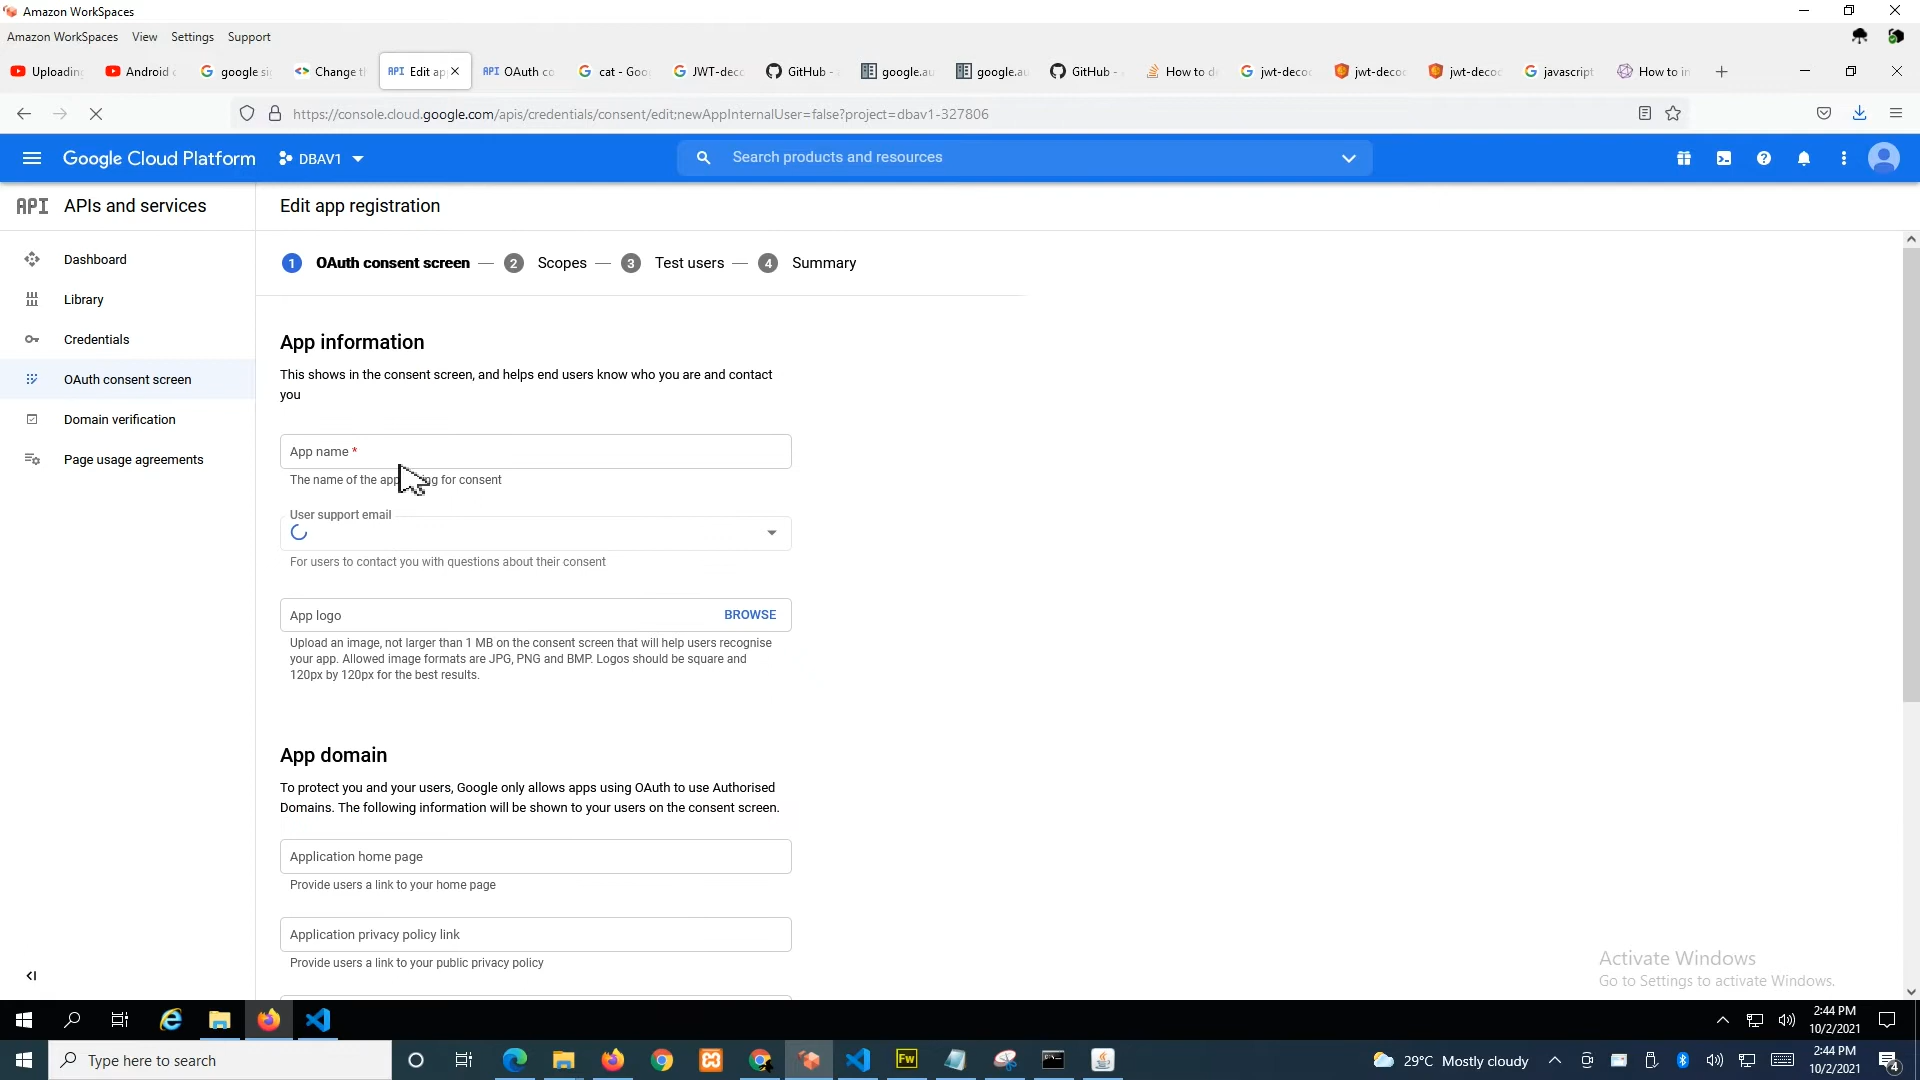 Amazon WorkSpaces
Amazon WorkSpaces View Settings Support
Uploading Android google si Change th API Edit ap API OAuth co cat - Goo JWT-deco GitHub - google.au google.au GitHub - How to d jwt-decoc jwt-decoc jwt-decoc javascript How to in
https://console.cloud.google.com/apis/credentials/consent/edit;newAppInternalUser=false?project=dbav1-327806
Google Cloud Platform DBAV1 Search products and resources
API APIs and services
Edit app registration
Dashboard
Library
Credentials
OAuth consent screen
Domain verification
Page usage agreements
1 OAuth consent screen — 2 Scopes — 3 Test users — 4 Summary
App information
This shows in the consent screen, and helps end users know who you are and contact
you
App name *
The name of the app g for consent
User support email
For users to contact you with questions about their consent
App logo BROWSE
Upload an image, not larger than 1 MB on the consent screen that will help users recognise
your app. Allowed image formats are JPG, PNG and BMP. Logos should be square and
120px by 120px for the best results.
App domain
To protect you and your users, Google only allows apps using OAuth to use Authorised
Domains. The following information will be shown to your users on the consent screen.
Application home page
Provide users a link to your home page
Application privacy policy link
Provide users a link to your public privacy policy
Activate Windows
Go to Settings to activate Windows.
2:44 PM
10/2/2021
Type here to search
Fw
29°C Mostly cloudy
2:44 PM
10/2/2021
4